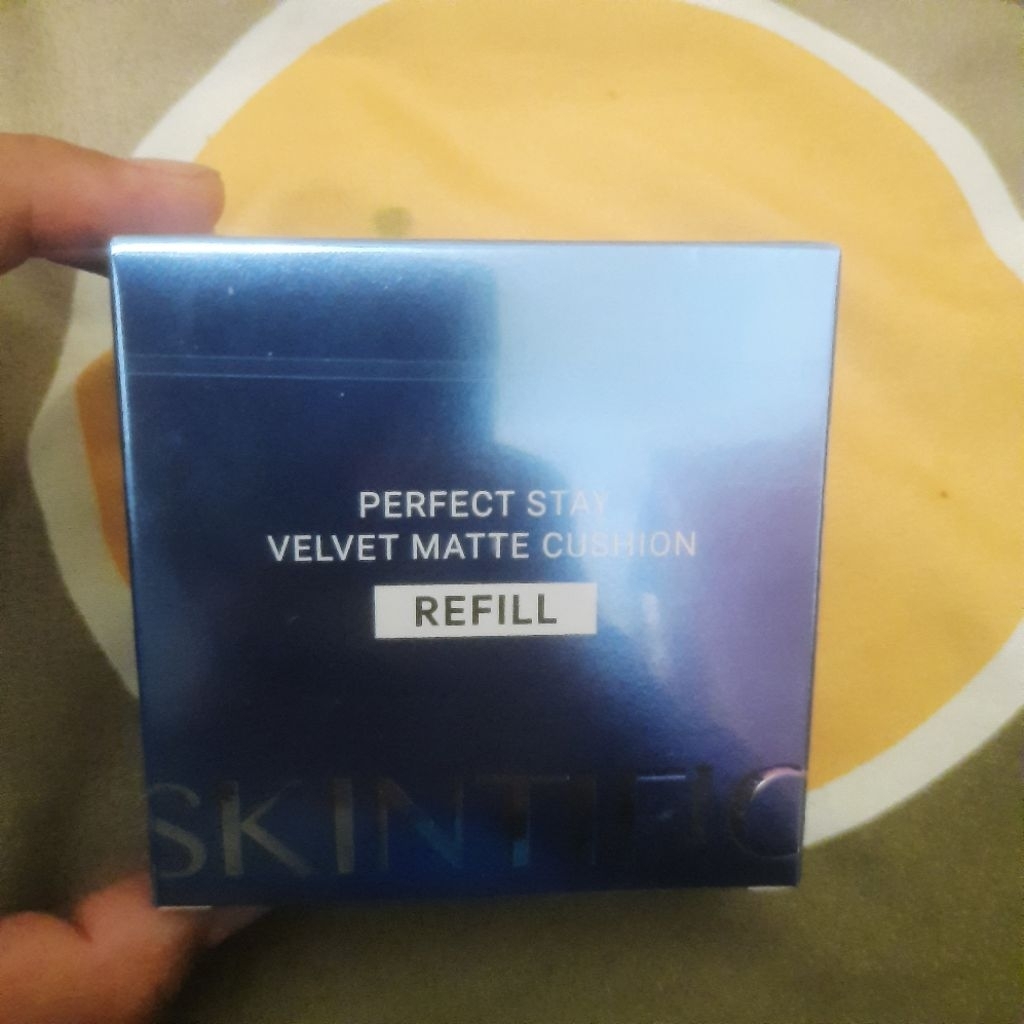 PERFECT STAY
VELVET MATTE CUSHION
REFILL
SKINTIFIC